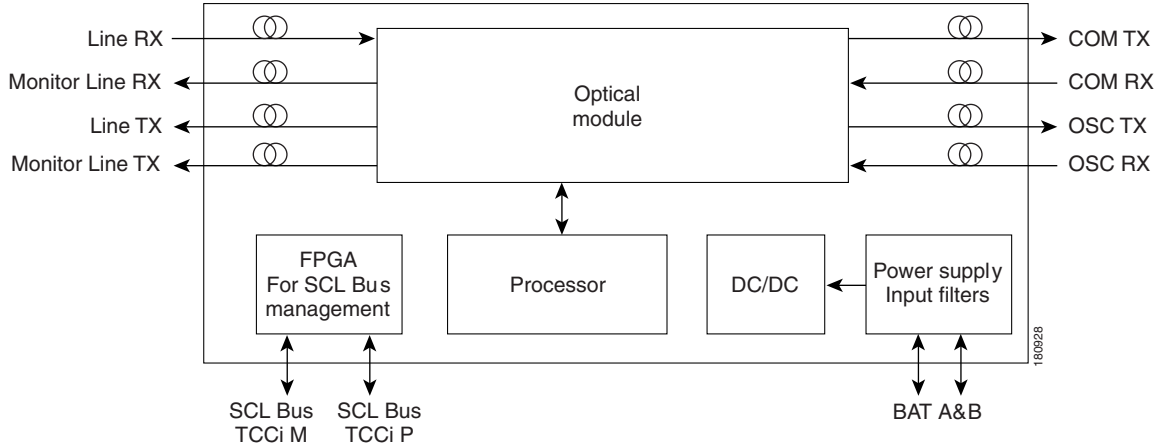 Line RX
Monitor Line RX
Line TX
Monitor Line TX
Optical
module
COM TX
COM RX
OSC TX
OSC RX
FPGA
For SCL Bus
management
Processor
DC/DC
Power supply
Input filters
180928
SCL Bus
TCCi M
SCL Bus
TCCi P
BAT A&B